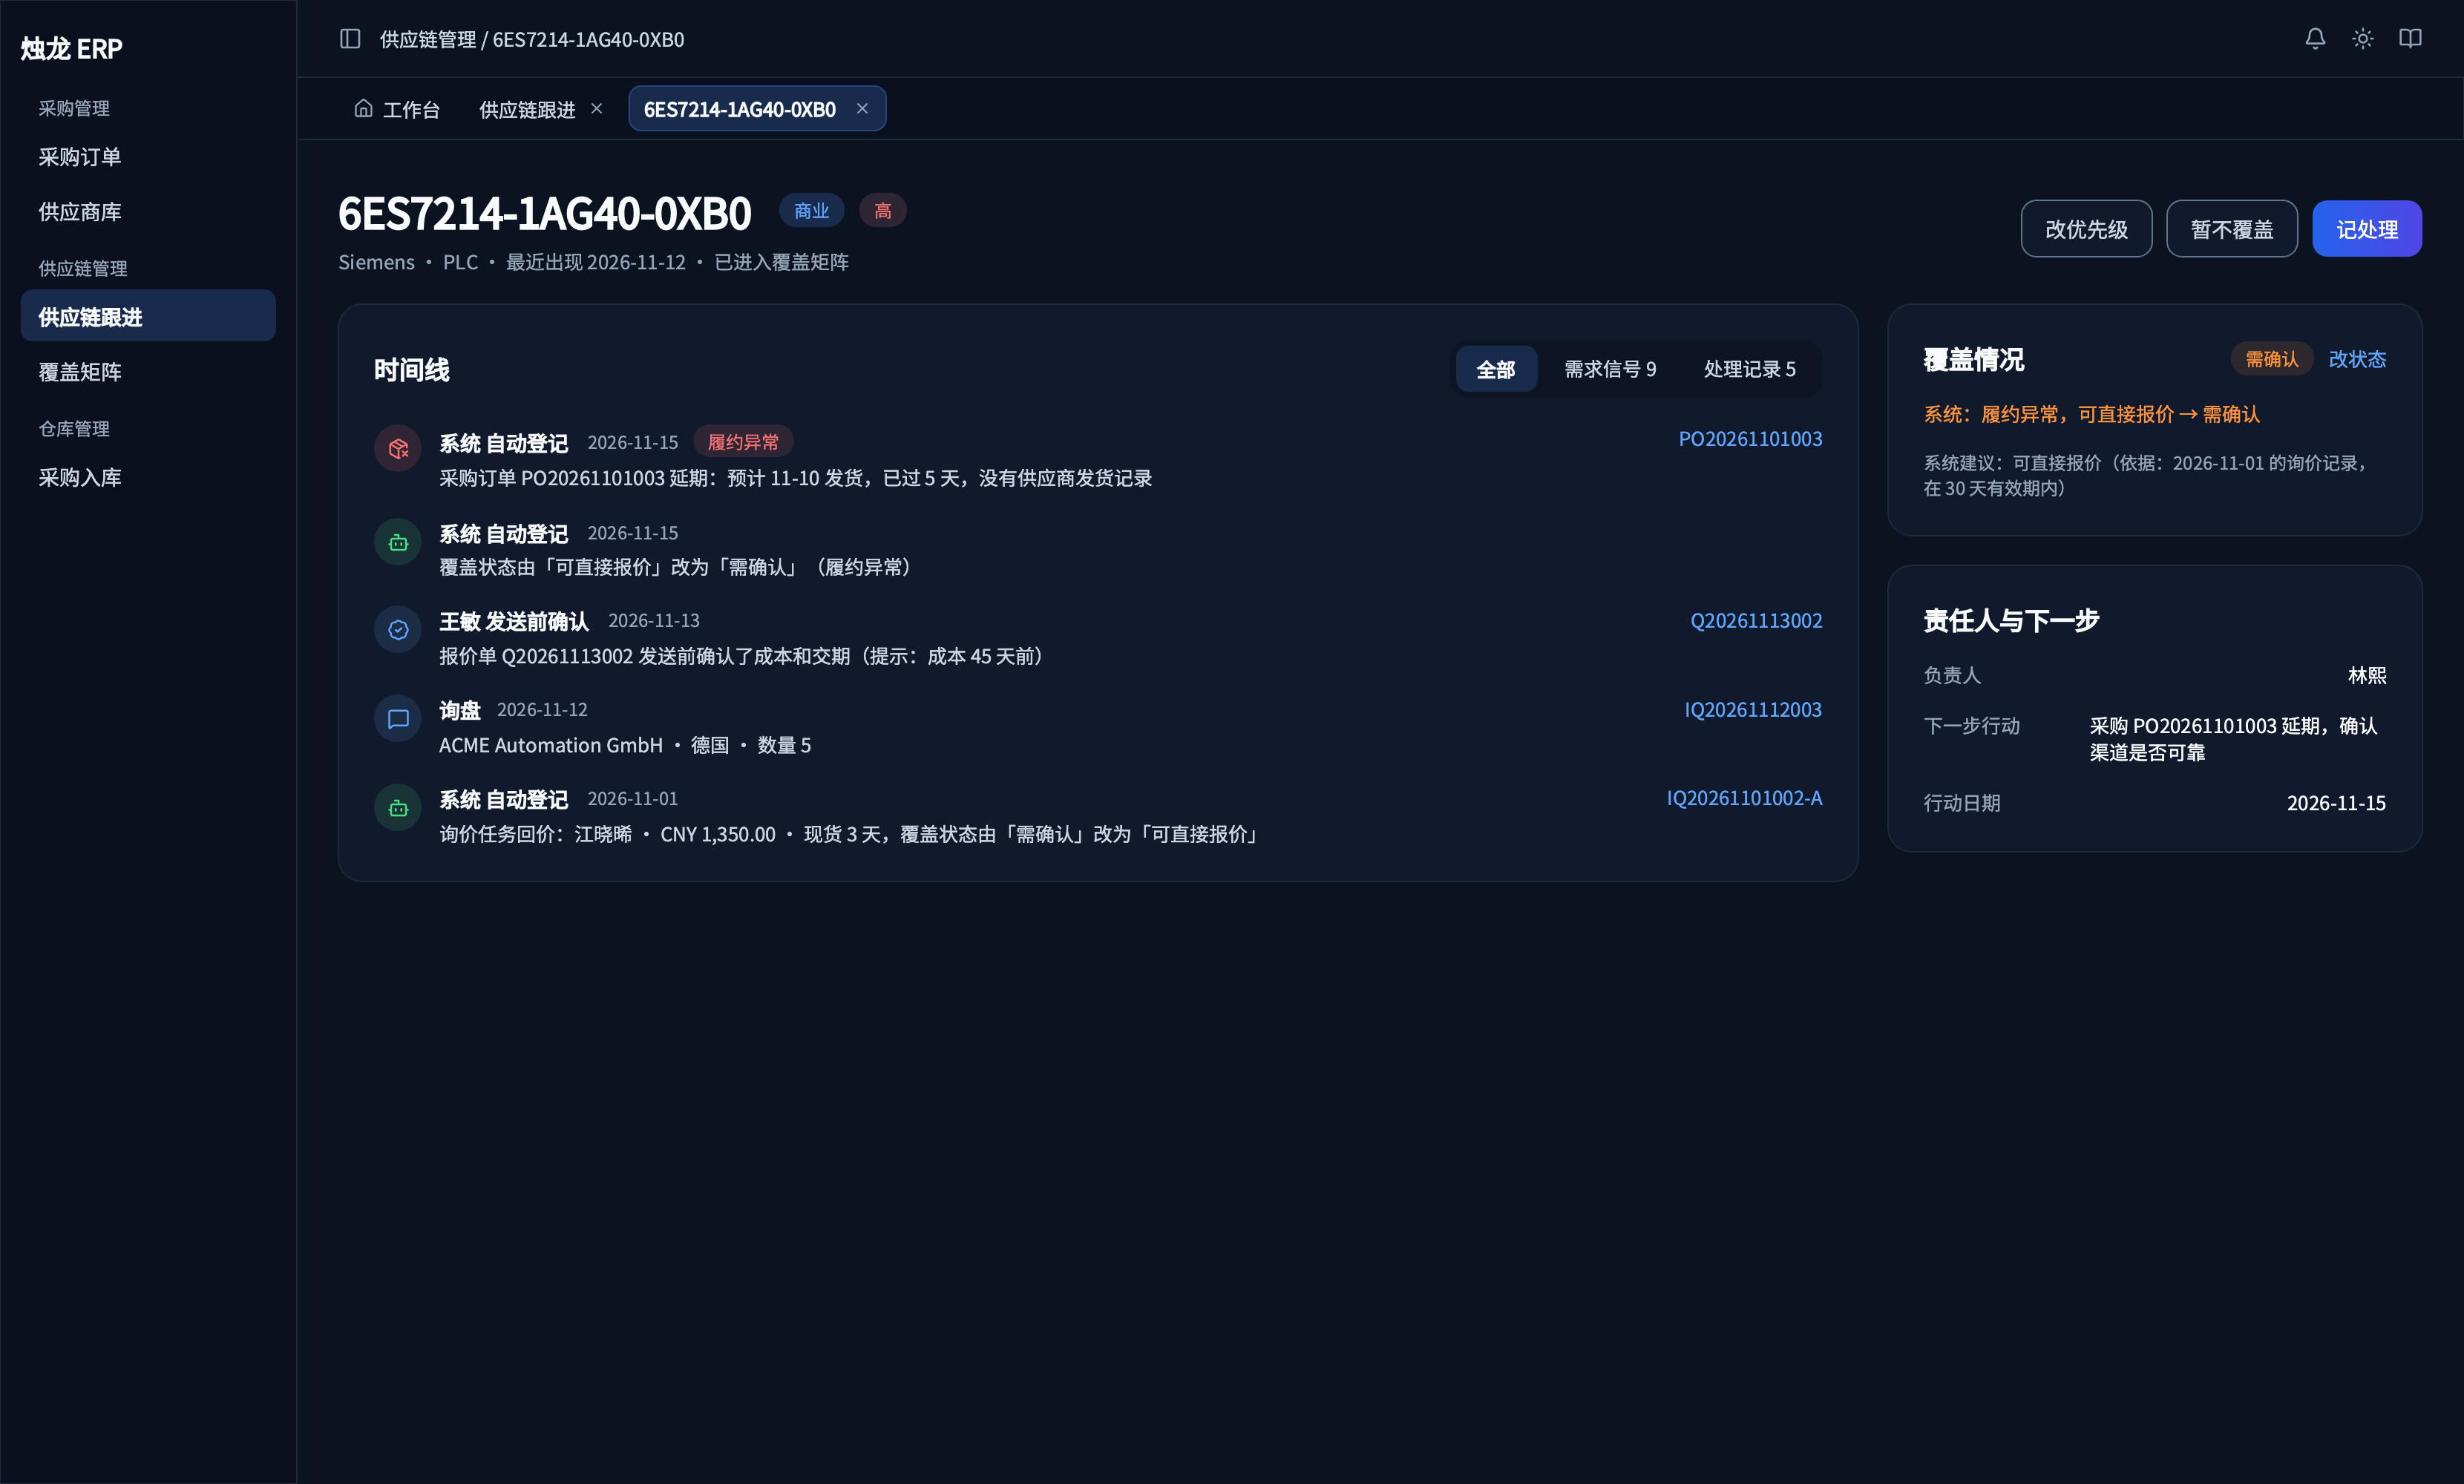 烛龙 ERP
采购管理
采购订单
供应商库
供应链管理
供应链跟进
覆盖矩阵
仓库管理
采购入库
供应链管理 / 6ES7214-1AG40-0XB0
工作台
供应链跟进
6ES7214-1AG40-0XB0
6ES7214-1AG40-0XB0 商业 高
Siemens • PLC • 最近出现 2026-11-12 • 已进入覆盖矩阵
改优先级 暂不覆盖 记处理
时间线
全部 需求信号 9 处理记录 5
系统 自动登记 2026-11-15 履约异常 PO20261101003
采购订单 PO20261101003 延期：预计 11-10 发货，已过 5 天，没有供应商发货记录
系统 自动登记 2026-11-15
覆盖状态由「可直接报价」改为「需确认」（履约异常）
王敏 发送前确认 2026-11-13 Q20261113002
报价单 Q20261113002 发送前确认了成本和交期（提示：成本 45 天前）
询盘 2026-11-12 IQ20261112003
ACME Automation GmbH • 德国 • 数量 5
系统 自动登记 2026-11-01 IQ20261101002-A
询价任务回价：江晓晞 • CNY 1,350.00 • 现货 3 天，覆盖状态由「需确认」改为「可直接报价」
覆盖情况 需确认 改状态
系统：履约异常，可直接报价 → 需确认
系统建议：可直接报价（依据：2026-11-01 的询价记录，
在 30 天有效期内）
责任人与下一步
负责人 林熙
下一步行动 采购 PO20261101003 延期，确认
渠道是否可靠
行动日期 2026-11-15